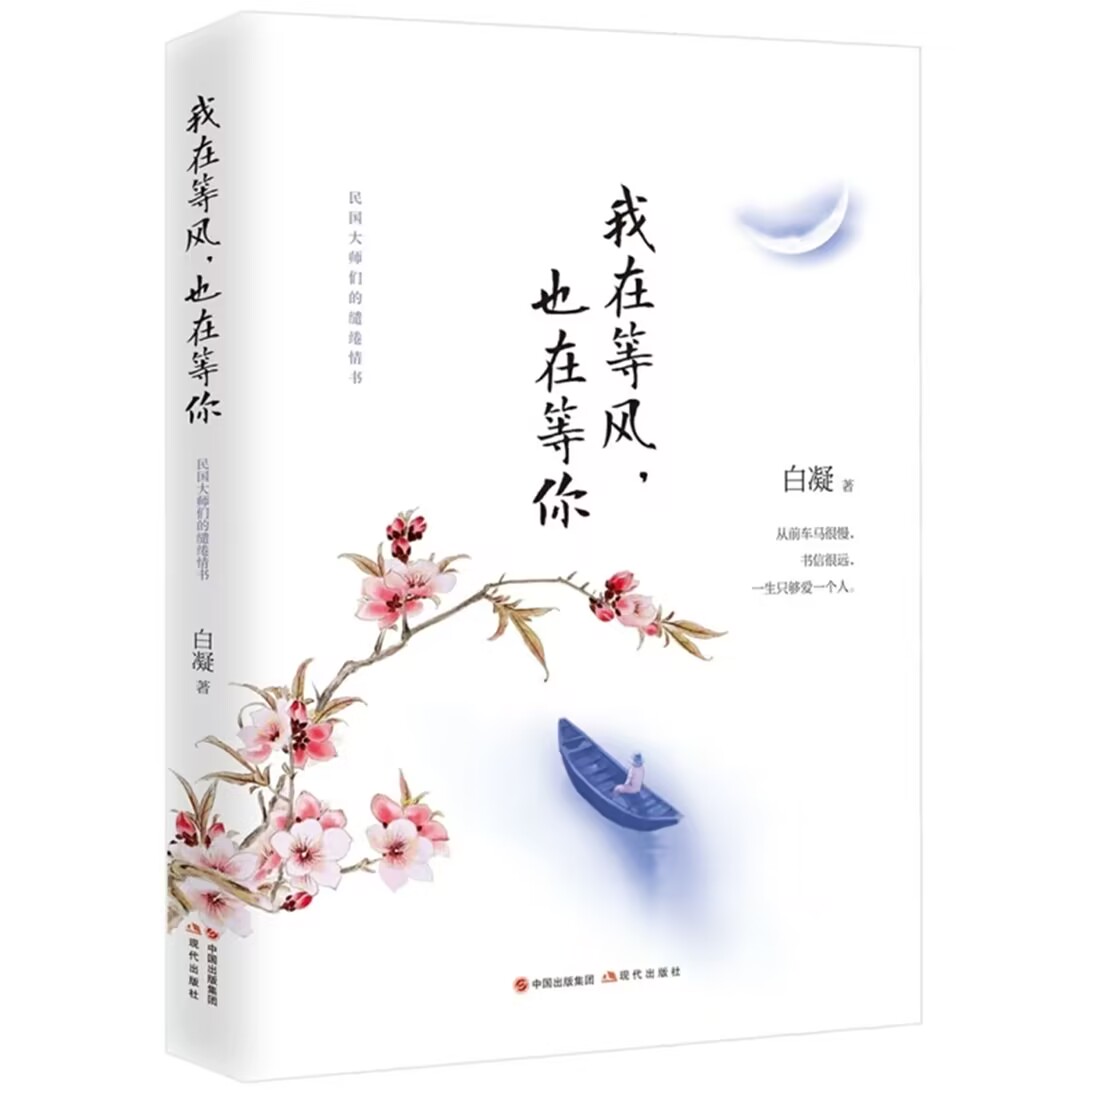 我在等风，也在等你
民国大师们的缱绻情书
白凝 著
中国出版集团
现代出版社
我在等风，
也在等你
民国大师们的缱绻情书
白凝 著
从前车马很慢，
书信很远，
一生只够爱一个人。
中国出版集团 现代出版社